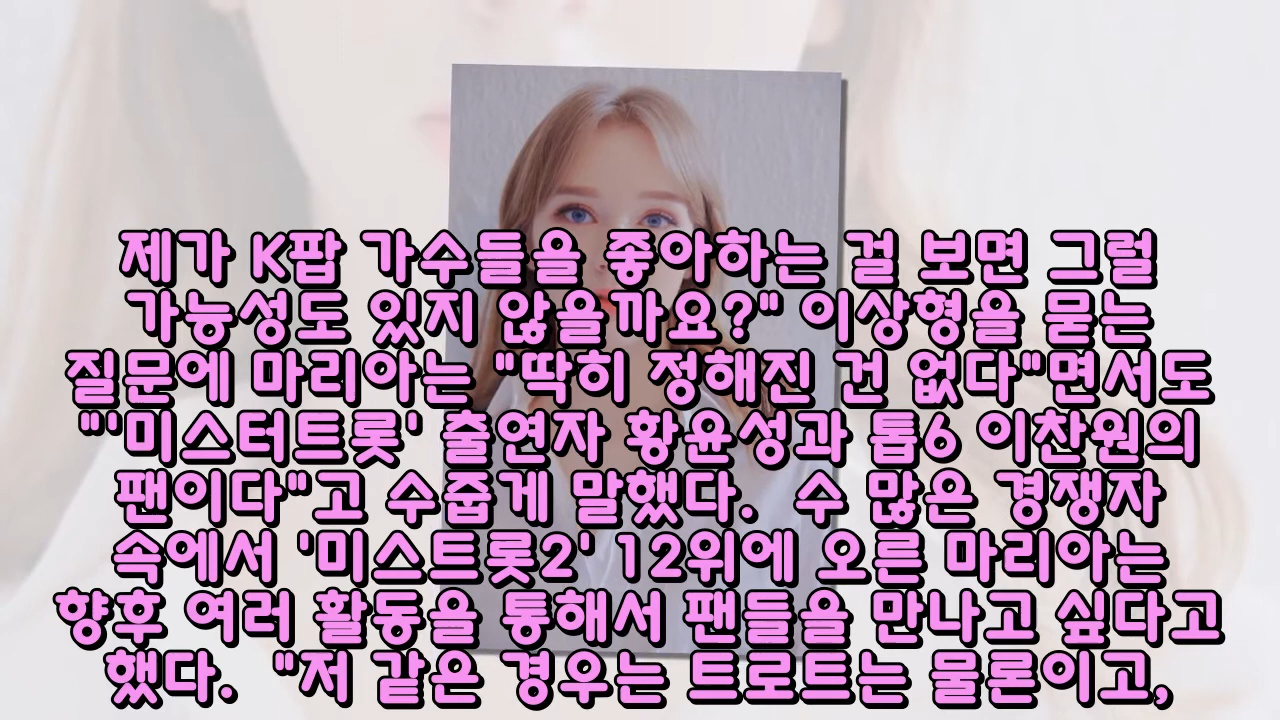 제가 K팝 가수들을 좋아하는 걸 보면 그럴
가능성도 있지 않을까요?" 이상형을 묻는
질문에 마리아는 "딱히 정해진 건 없다"면서도
"'미스터트롯' 출연자 황윤성과 톱6 이찬원의
팬이다"고 수줍게 말했다.  수 많은 경쟁자
속에서 '미스트롯2' 12위에 오른 마리아는
향후 여러 활동을 통해서 팬들을 만나고 싶다고
했다.  "저 같은 경우는 트로트는 물론이고,